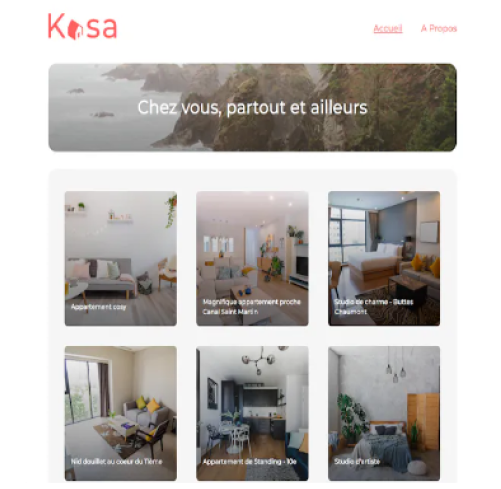 Kasa
Accueil
A Propos
Chez vous, partout et ailleurs
Appartement cosy
Magnifique appartement proche
Canal Saint Martin
Studio de charme - Buttes
Chaumont
Nid douillet au coeur du 11ème
Appartement de Standing - 10e
Studio d'artiste